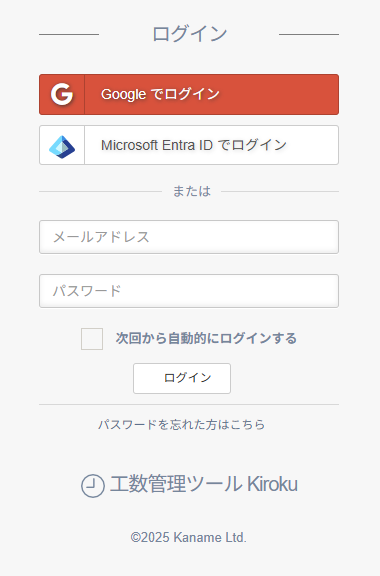 ログイン
Google でログイン
Microsoft Entra ID でログイン
または
メールアドレス
パスワード
次回から自動的にログインする
ログイン
パスワードを忘れた方はこちら
工数管理ツール Kiroku
©2025 Kaname Ltd.